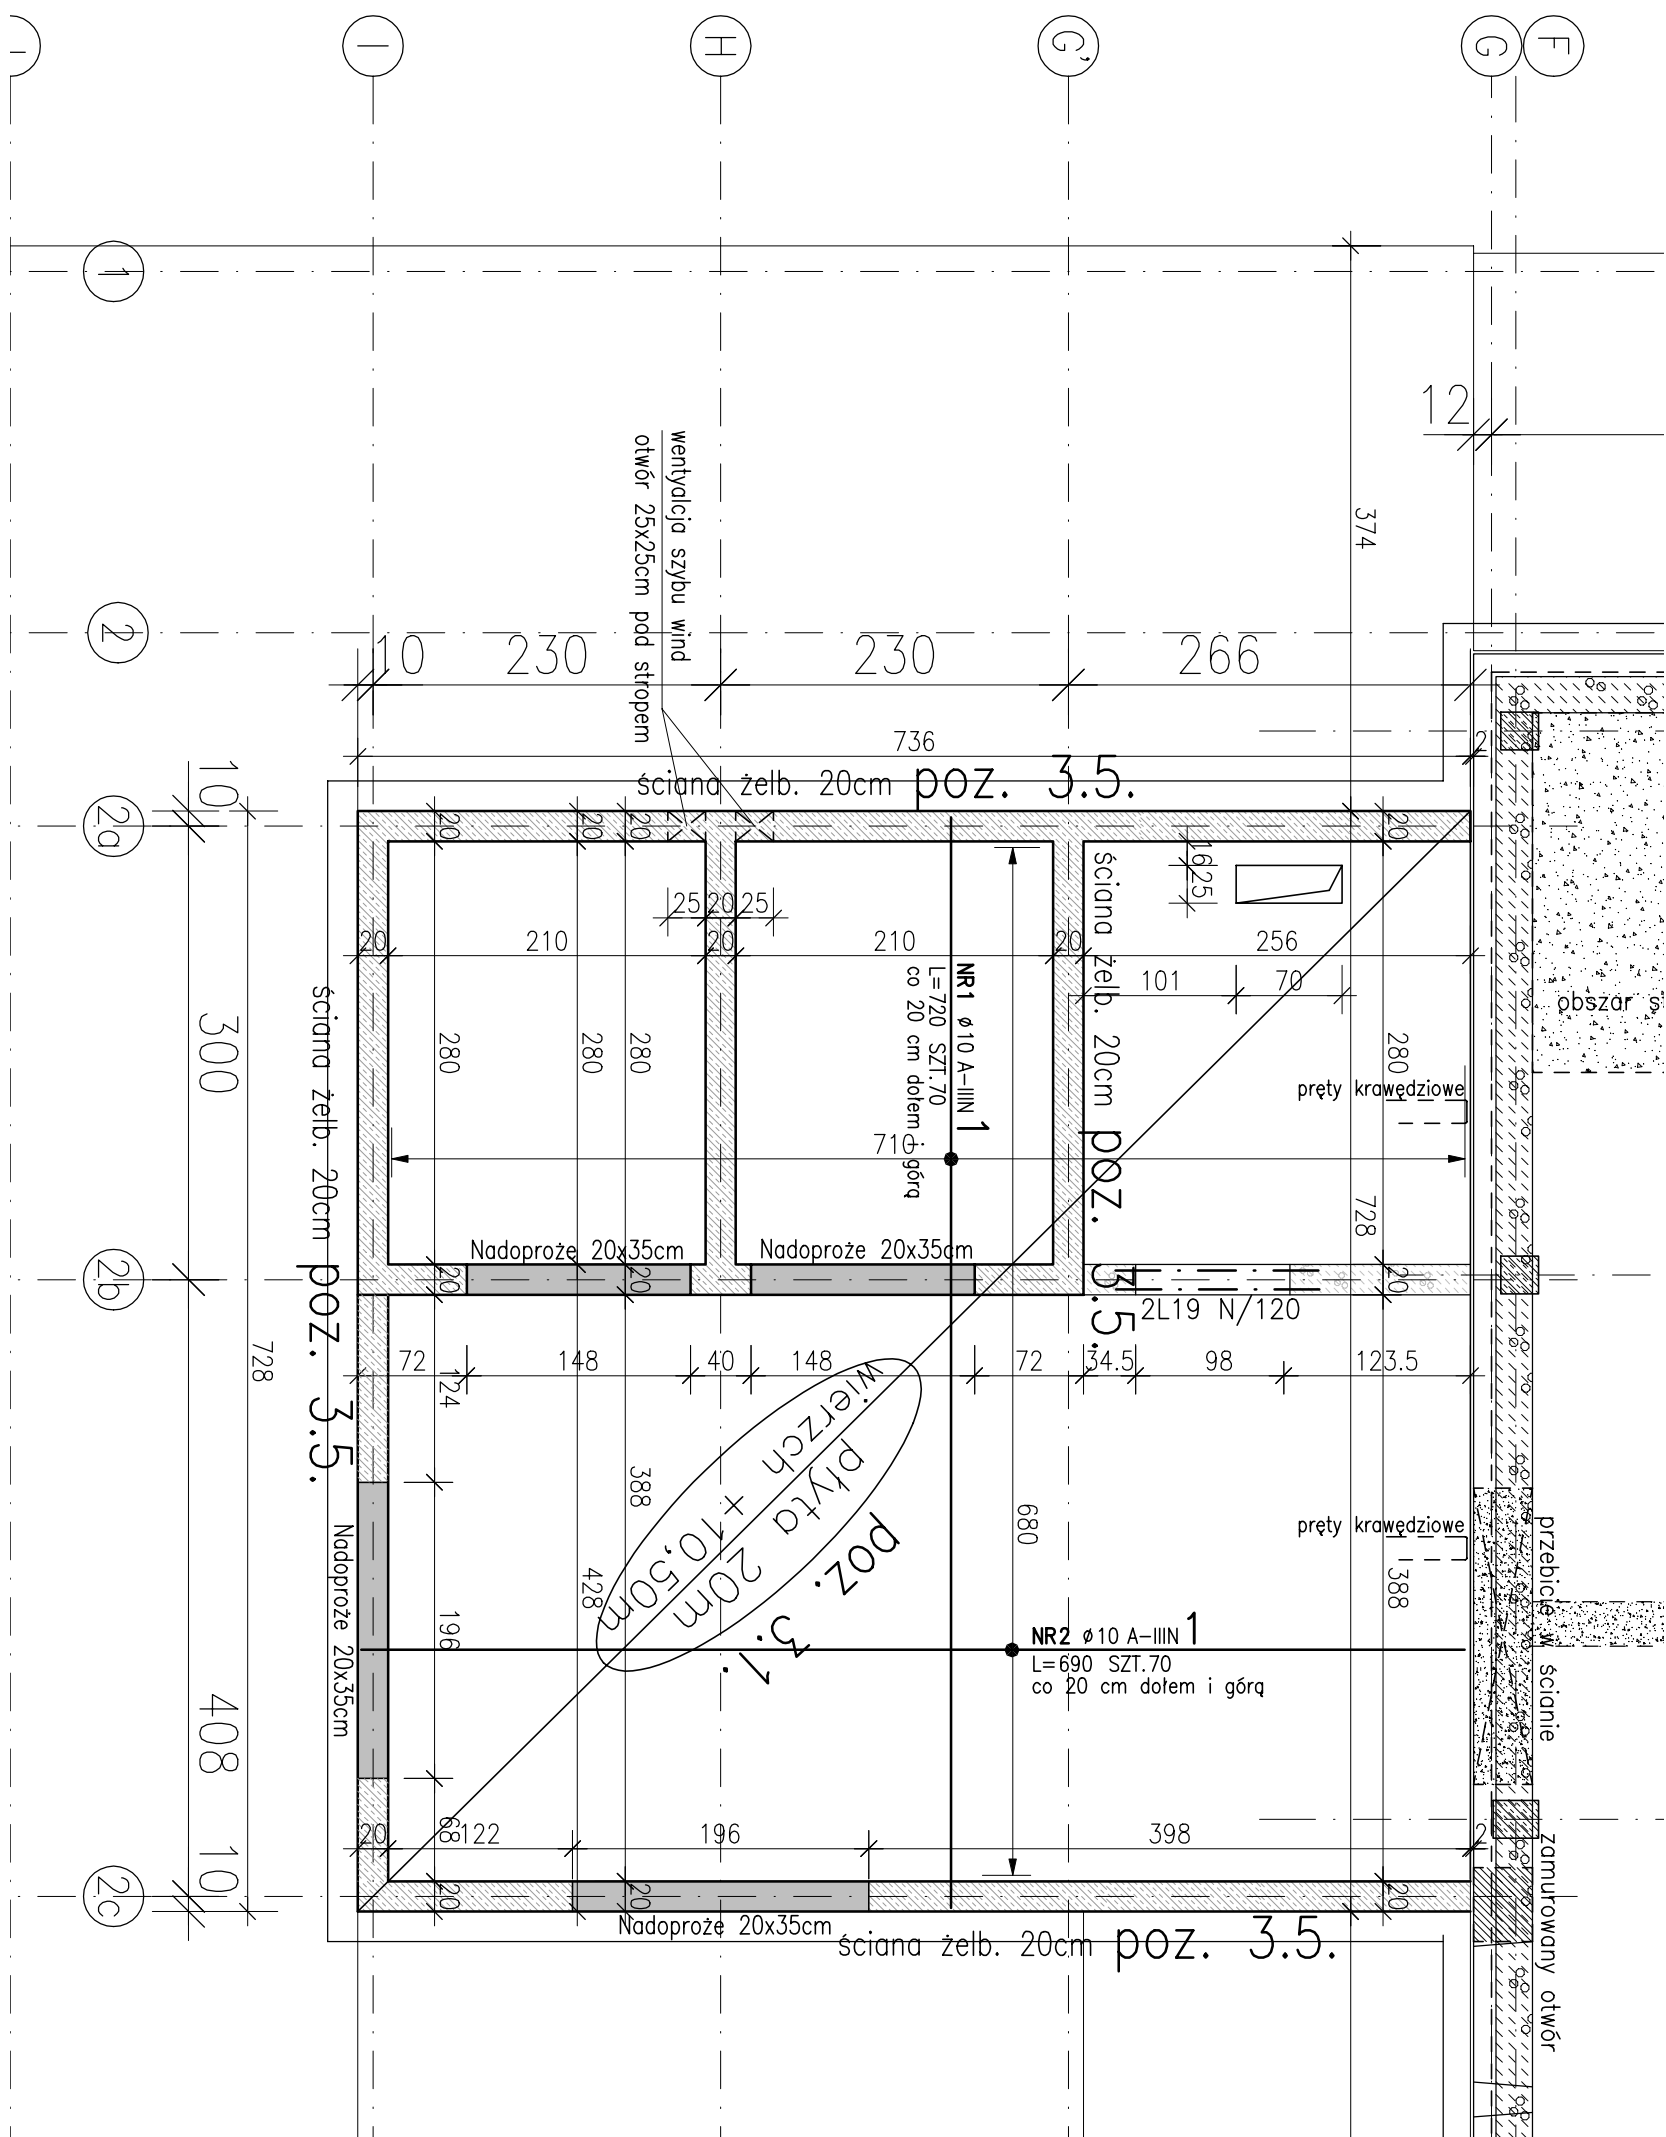 I
H
G'
G
F
1
2
2a
2b
2c
12
374
wentyalcja szybu wind
otwór 25x25cm pod stropem
10
230
230
266
736
2
ściana żelb. 20cm poz. 3.5.
10
300
408
10
728
20
20
20
20
16
25
25
20
25
20
210
20
210
20
256
101
70
280
280
280
280
ściana żelb. 20cm poz. 3.5.
ściana żelb. 20cm poz. 3.5.
NR1 ø10 A-IIIN 1
L=720 SZT.70
co 20 cm dołem i górą
710
obszar s
pręty krawędziowe
728
Nadoproże 20x35cm
Nadoproże 20x35cm
20
20
20
2L19 N/120
72
148
40
148
72
34.5
98
123.5
124
wierzch +10,50m
płyta 20m
poz. 3.1.
388
428
680
196
pręty krawędziowe
388
przebicie w ścianie
Nadoproże 20x35cm
NR2 ø10 A-IIIN 1
L=690 SZT.70
co 20 cm dołem i górą
68
20
122
196
398
2
20
20
20
zamurowany otwór
Nadoproże 20x35cm
ściana żelb. 20cm poz. 3.5.